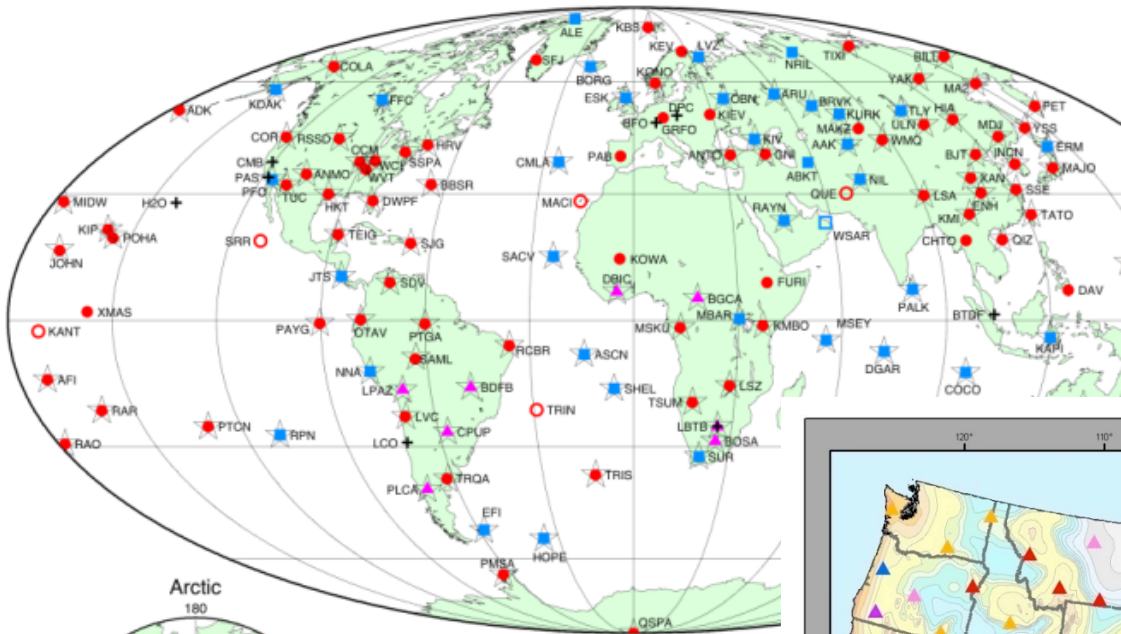 ALE
KBS
KEV
LVZ
TIXI
BILL
COLA
SFJ
BORG
KONO
NRIL
YAK
MA2
ADK
KDAK
FFC
ESK
DPC
OBN
ARU
BRVK
TLY
HIA
PET
BFO
GRFO
KIEV
KURK
MAKZ
ULN
MDJ
YSS
COR
RSSD
CCM
HRV
SSPA
WCI
WVT
CMLA
PAB
ANTO
KIV
GNI
AAK
WMQ
BJT
INCN
ERM
MAJO
CMB
PAS
PFO
TUC
ANMO
HKT
DWPF
BBSR
ABKT
NIL
XAN
SSE
ENH
MIDW
H2O
MACI
QUE
LSA
KMI
TATO
KIP
POHA
JOHN
SRR
TEIG
SJG
SACV
KOWA
RAYN
WSAR
CHTO
QIZ
JTS
SDV
DBIC
BGCA
FURI
PALK
DAV
XMAS
KANT
PAYG
OTAV
PTGA
MSKU
MBAR
KMBO
MSEY
BTDF
KAPI
RCBR
SAML
NNA
LPAZ
BDFB
ASCN
SHEL
DGAR
COCO
AFI
RAR
RAO
PTCN
RPN
LVC
LCO
CPUP
TRIN
TSUM
LSZ
LBTB
BOSA
SUR
PLCA
TRQA
TRIS
EFI
HOPE
PMSA
QSPA
120°
110°
Arctic
180